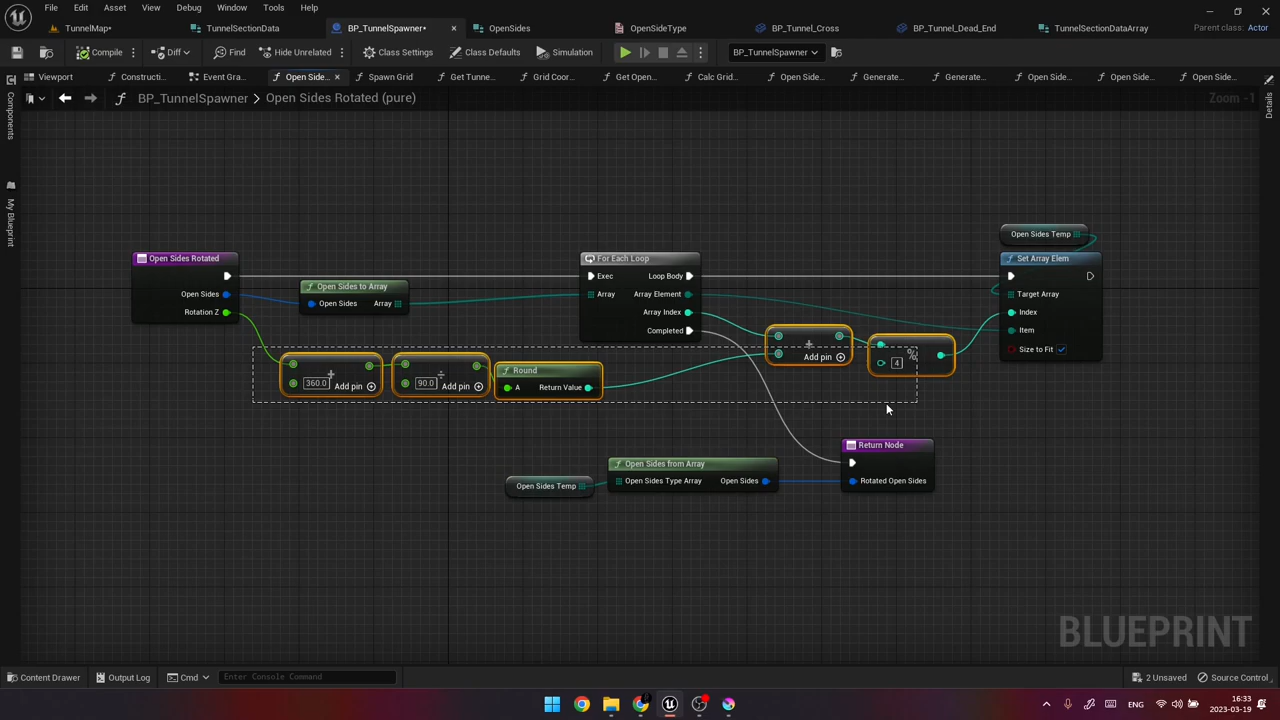 File Edit Asset View Debug Window Tools Help
TunnelMap*
TunnelSectionData
BP_TunnelSpawner*
OpenSides
OpenSideType
BP_Tunnel_Cross
BP_Tunnel_Dead_End
TunnelSectionDataArray
Parent class: Actor
Compile
Diff
Find
Hide Unrelated
Class Settings
Class Defaults
Simulation
BP_TunnelSpawner
Viewport
Constructi...
Event Gra...
Open Side...
Spawn Grid
Get Tunne...
Grid Coor...
Get Open...
Calc Grid...
Open Side...
Generate...
Generate...
Open Side...
Open Side...
Open Side...
Components
My Blueprint
Details
BP_TunnelSpawner > Open Sides Rotated (pure)
Zoom -1
Open Sides Rotated
Open Sides
Rotation Z
Open Sides to Array
Open Sides Array
360.0 + Add pin
90.0 ÷ Add pin
Round
A Return Value
For Each Loop
Exec Loop Body
Array Array Element
Array Index
Completed
+
Add pin
%
4
Open Sides Temp
Set Array Elem
Target Array
Index
Item
Size to Fit
Open Sides Temp
Open Sides from Array
Open Sides Type Array Open Sides
Return Node
Rotated Open Sides
BLUEPRINT
Content Drawer
Output Log
Cmd
Enter Console Command
2 Unsaved
Source Control
ENG
16:33
2023-03-19